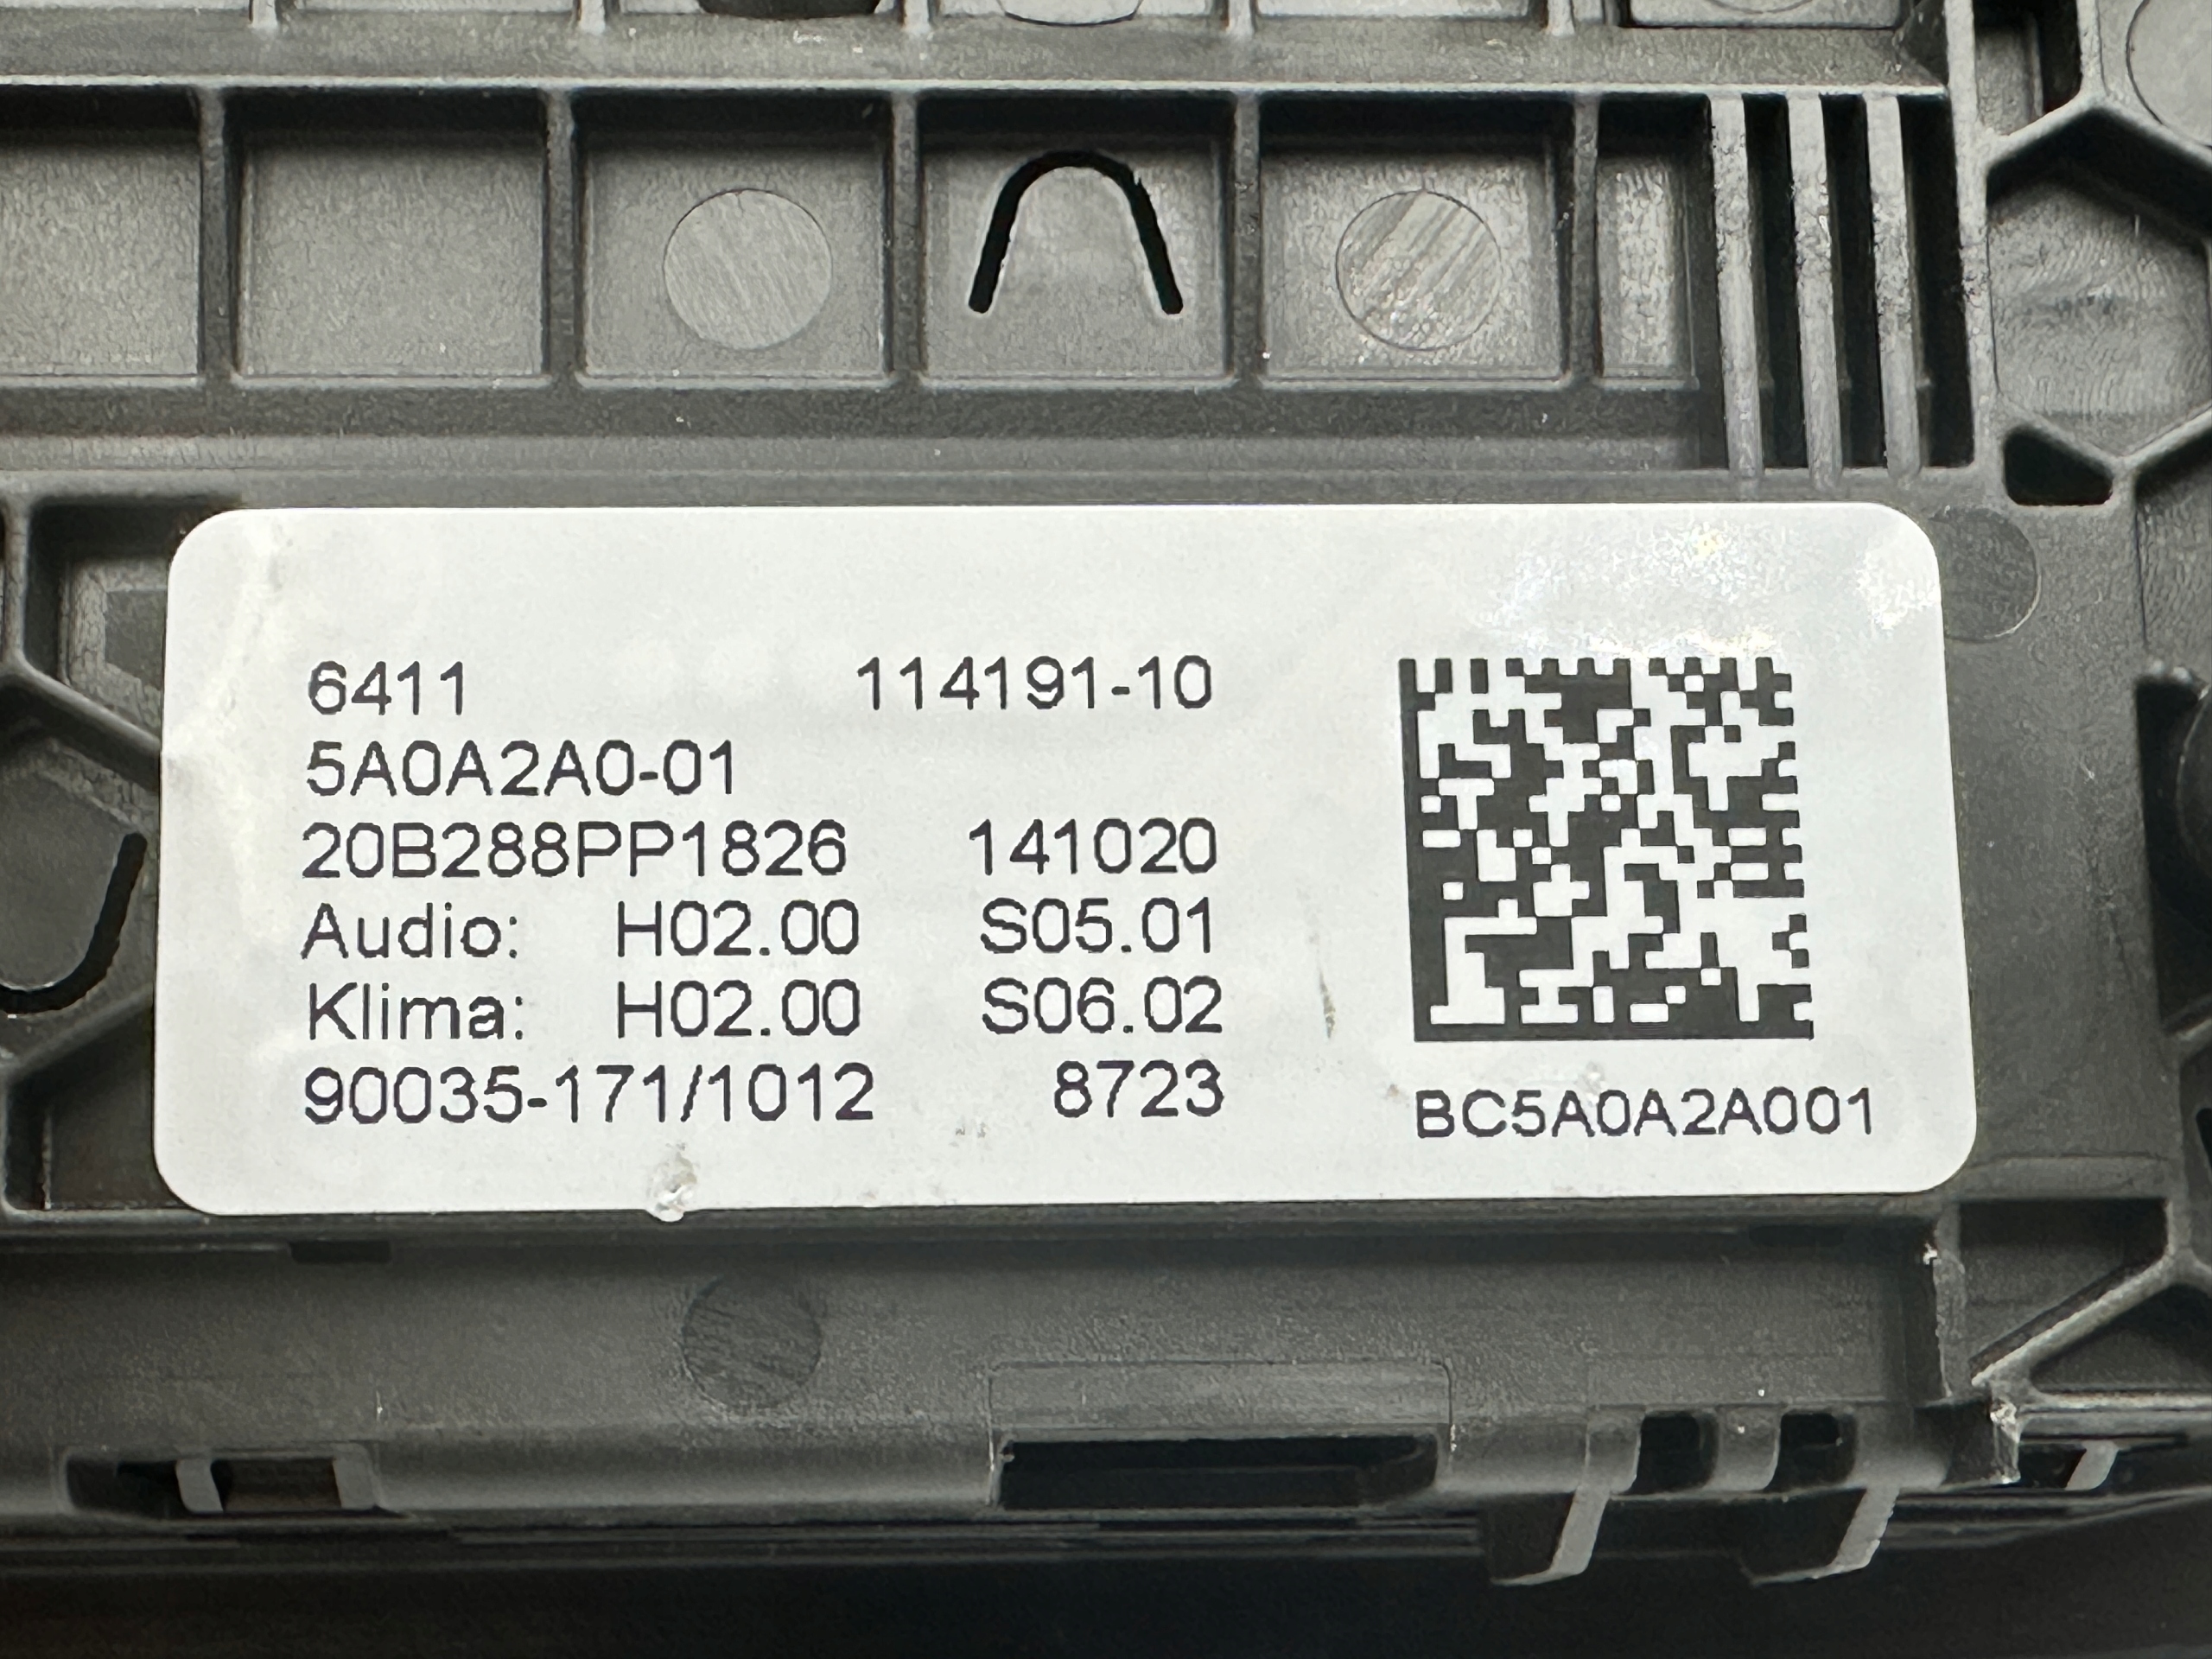 6411 114191-10
5A0A2A0-01
20B288PP1826 141020
Audio: H02.00 S05.01
Klima: H02.00 S06.02
90035-171/1012 8723
BC5A0A2A001